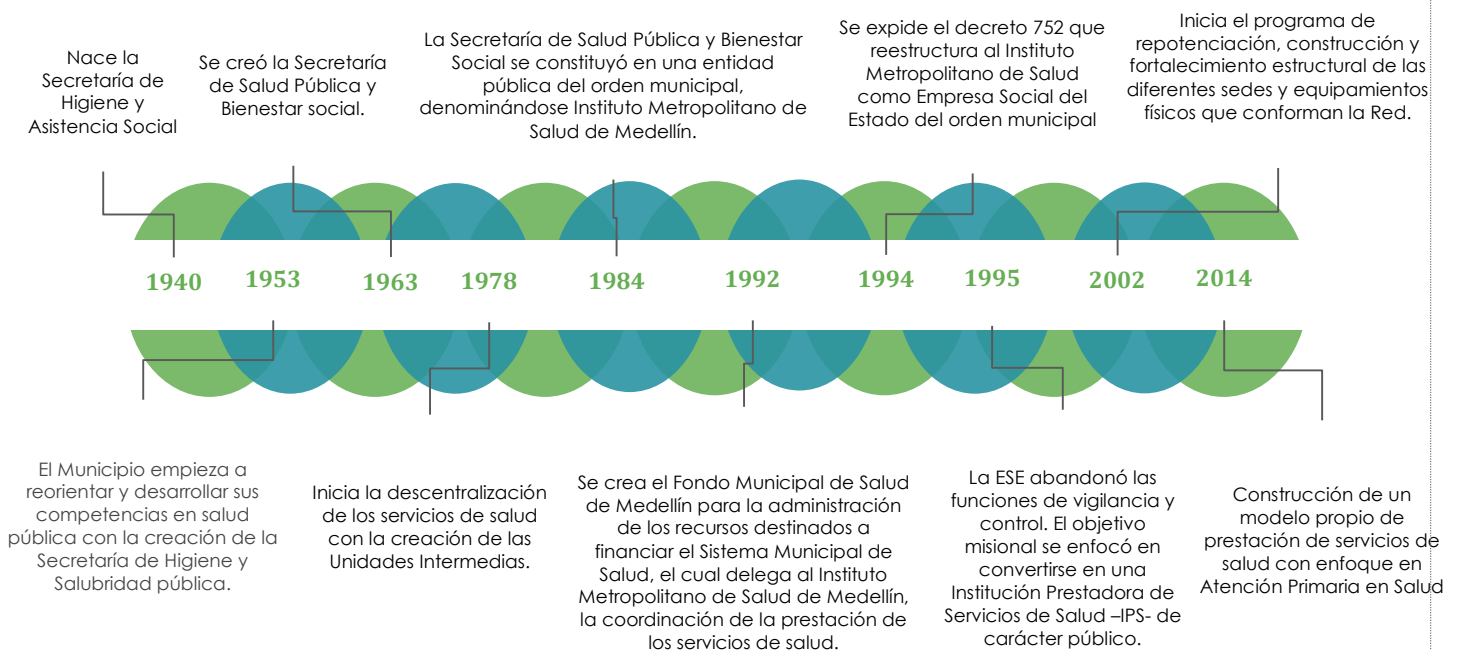 Nace la
Secretaría de
Higiene y
Asistencia Social
Se creó la Secretaría
de Salud Pública y
Bienestar social.
La Secretaría de Salud Pública y Bienestar
Social se constituyó en una entidad
pública del orden municipal,
denominándose Instituto Metropolitano de
Salud de Medellín.
Se expide el decreto 752 que
reestructura al Instituto
Metropolitano de Salud
como Empresa Social del
Estado del orden municipal
Inicia el programa de
repotenciación, construcción y
fortalecimiento estructural de las
diferentes sedes y equipamientos
físicos que conforman la Red.
1940
1953
1963
1978
1984
1992
1994
1995
2002
2014
El Municipio empieza a
reorientar y desarrollar sus
competencias en salud
pública con la creación de la
Secretaría de Higiene y
Salubridad pública.
Inicia la descentralización
de los servicios de salud
con la creación de las
Unidades Intermedias.
Se crea el Fondo Municipal de Salud
de Medellín para la administración
de los recursos destinados a
financiar el Sistema Municipal de
Salud, el cual delega al Instituto
Metropolitano de Salud de Medellín,
la coordinación de la prestación de
los servicios de salud.
La ESE abandonó las
funciones de vigilancia y
control. El objetivo
misional se enfocó en
convertirse en una
Institución Prestadora de
Servicios de Salud –IPS- de
carácter público.
Construcción de un
modelo propio de
prestación de servicios de
salud con enfoque en
Atención Primaria en Salud